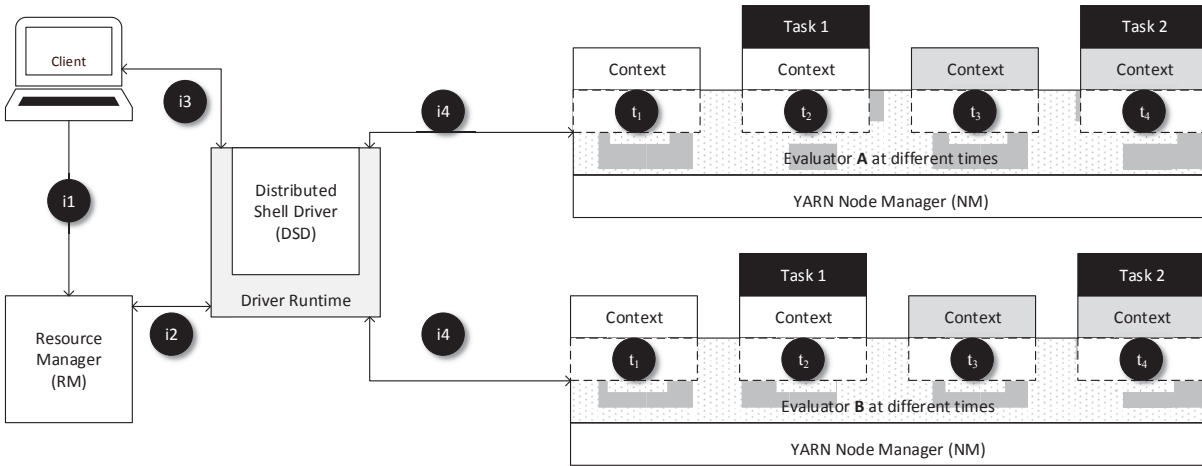 Client
i1
i3
i2
Resource
Manager
(RM)
Distributed
Shell Driver
(DSD)
Driver Runtime
i4
i4
Task 1
Task 2
Context
Context
Context
Context
t1
t2
t3
t4
Evaluator A at different times
YARN Node Manager (NM)
Task 1
Task 2
Context
Context
Context
Context
t1
t2
t3
t4
Evaluator B at different times
YARN Node Manager (NM)